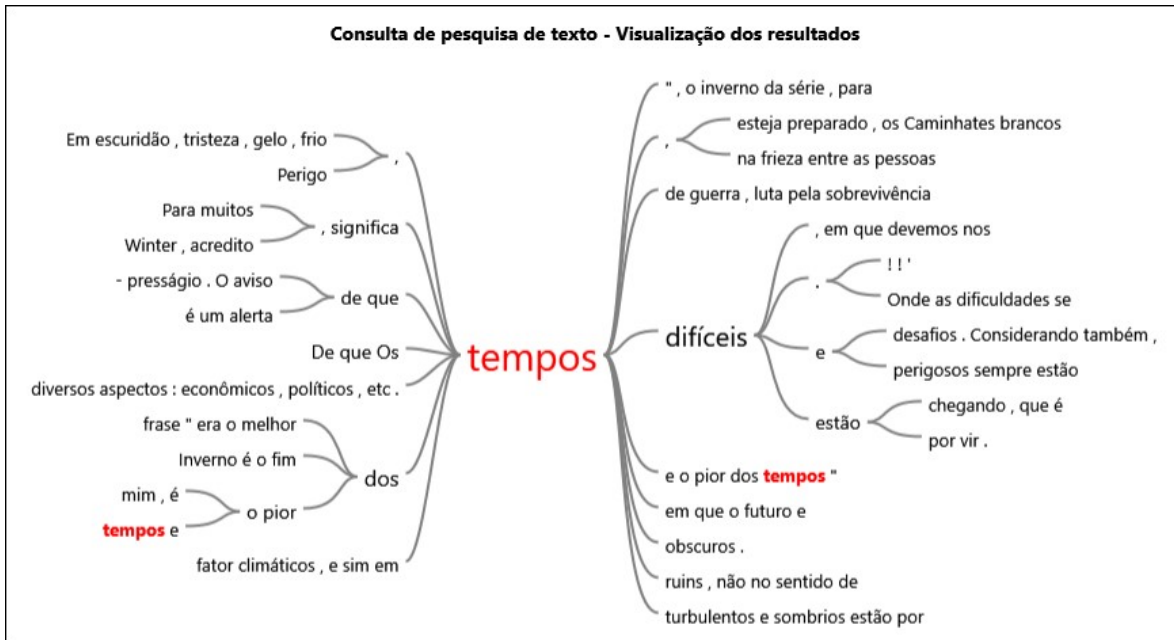 Consulta de pesquisa de texto - Visualização dos resultados
Em escuridão , tristeza , gelo , frio
Perigo
,
Para muitos
Winter , acredito
, significa
- presságio . O aviso
é um alerta
de que
De que Os
diversos aspectos : econômicos , políticos , etc .
frase " era o melhor
Inverno é o fim
mim , é
tempos e
o pior
dos
fator climáticos , e sim em
tempos
" , o inverno da série , para
,
esteja preparado , os Caminhates brancos
na frieza entre as pessoas
de guerra , luta pela sobrevivência
difíceis
, em que devemos nos
.
! ! '
Onde as dificuldades se
e
desafios . Considerando também ,
perigosos sempre estão
estão
chegando , que é
por vir .
e o pior dos tempos "
em que o futuro e
obscuros .
ruins , não no sentido de
turbulentos e sombrios estão por